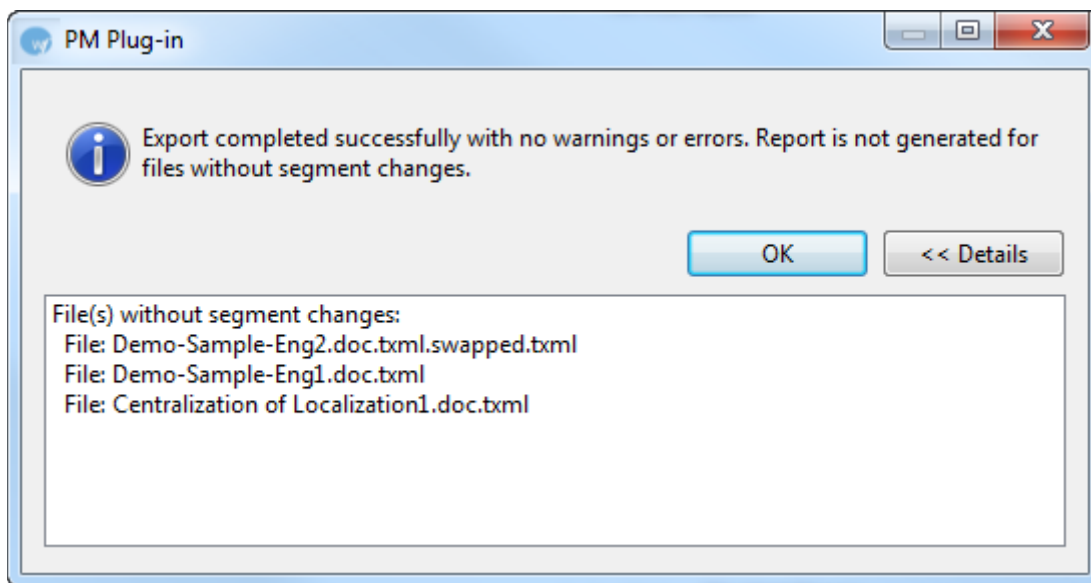 PM Plug-in
Export completed successfully with no warnings or errors. Report is not generated for
files without segment changes.
OK
<< Details
File(s) without segment changes:
File: Demo-Sample-Eng2.doc.txml.swapped.txml
File: Demo-Sample-Eng1.doc.txml
File: Centralization of Localization1.doc.txml